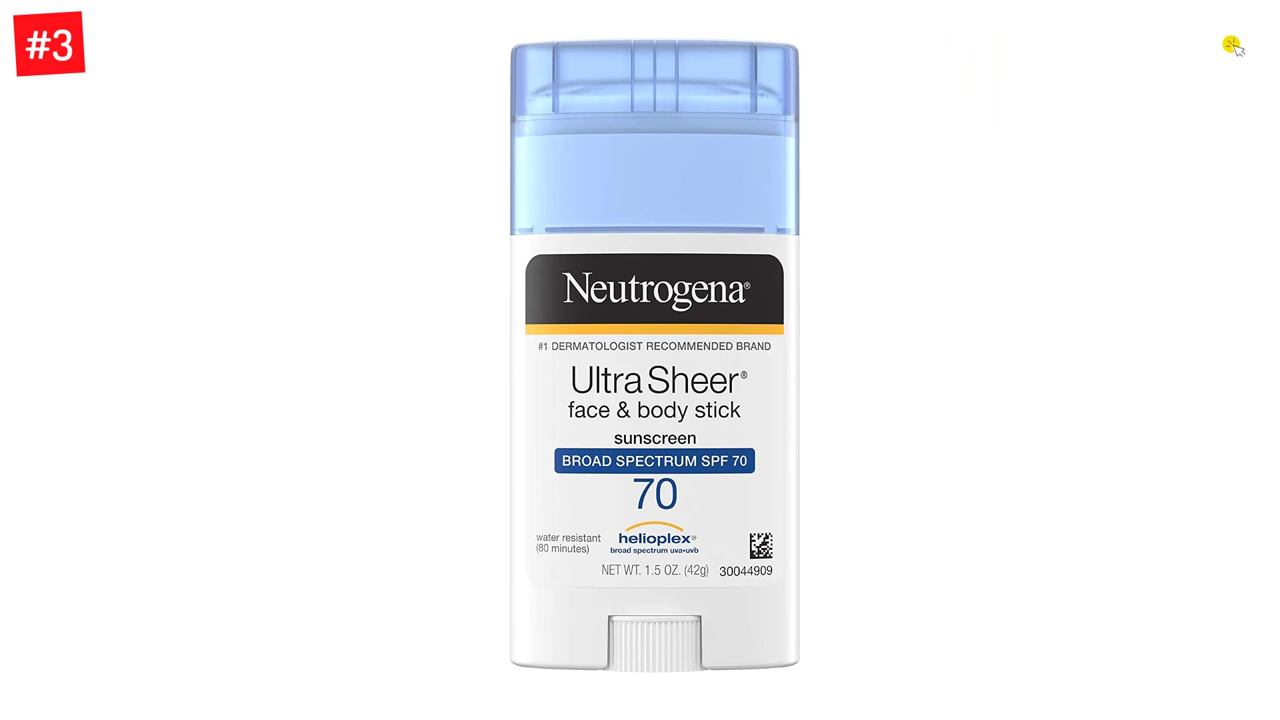 #3
Neutrogena®
#1 DERMATOLOGIST RECOMMENDED BRAND
Ultra Sheer®
face & body stick
sunscreen
BROAD SPECTRUM SPF 70
70
water resistant
(80 minutes)
helioplex®
broad spectrum uva•uvb
NET WT. 1.5 OZ. (42g)
30044909